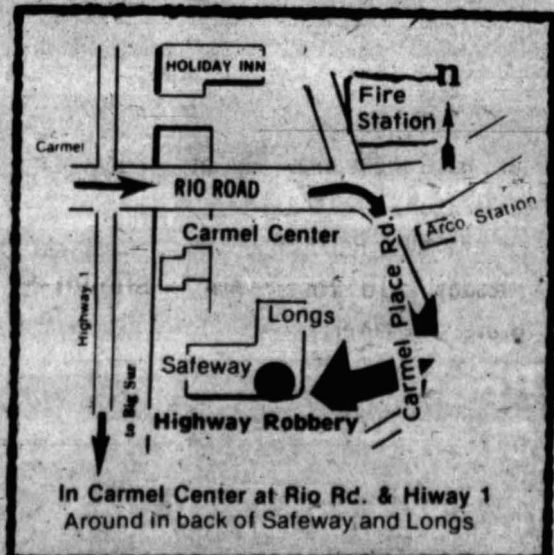 HOLIDAY INN
n
Fire
Station
Carmel
RIO ROAD
Arco Station
Carmel Center
Carmel Place Rd.
Highway 1
to Big Sur
Longs
Safeway
Highway Robbery
In Carmel Center at Rio Rd. & Hiway 1
Around in back of Safeway and Longs